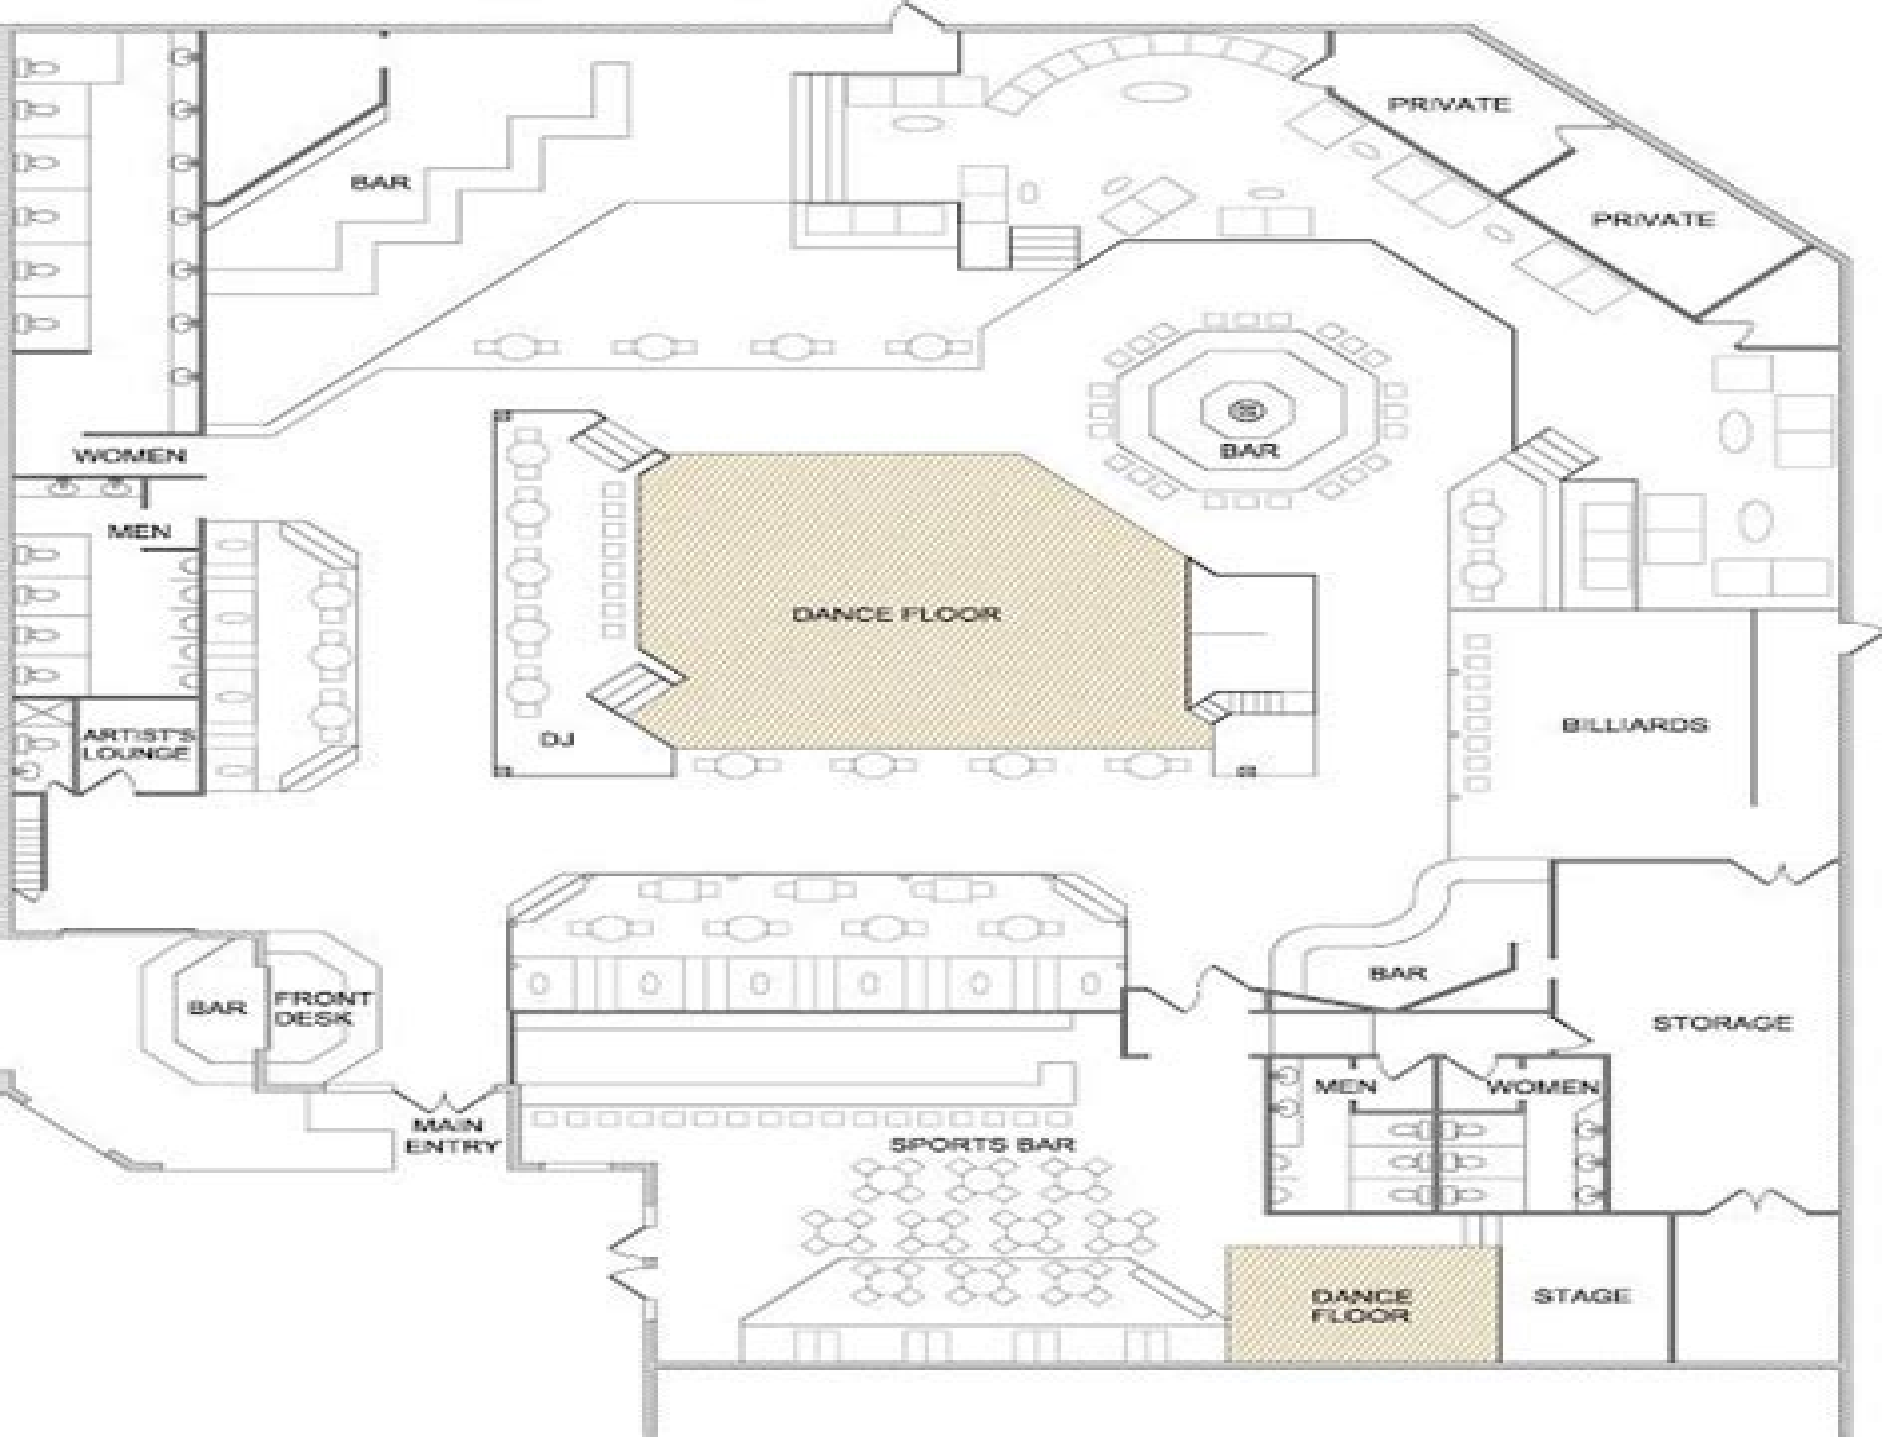 PRIVATE
BAR
PRIVATE
BAR
WOMEN
MEN
DANCE FLOOR
BILLIARDS
DJ
ARTIST'S
LOUNGE
BAR
BAR
FRONT
DESK
STORAGE
MEN
WOMEN
MAIN
ENTRY
SPORTS BAR
DANCE
FLOOR
STAGE